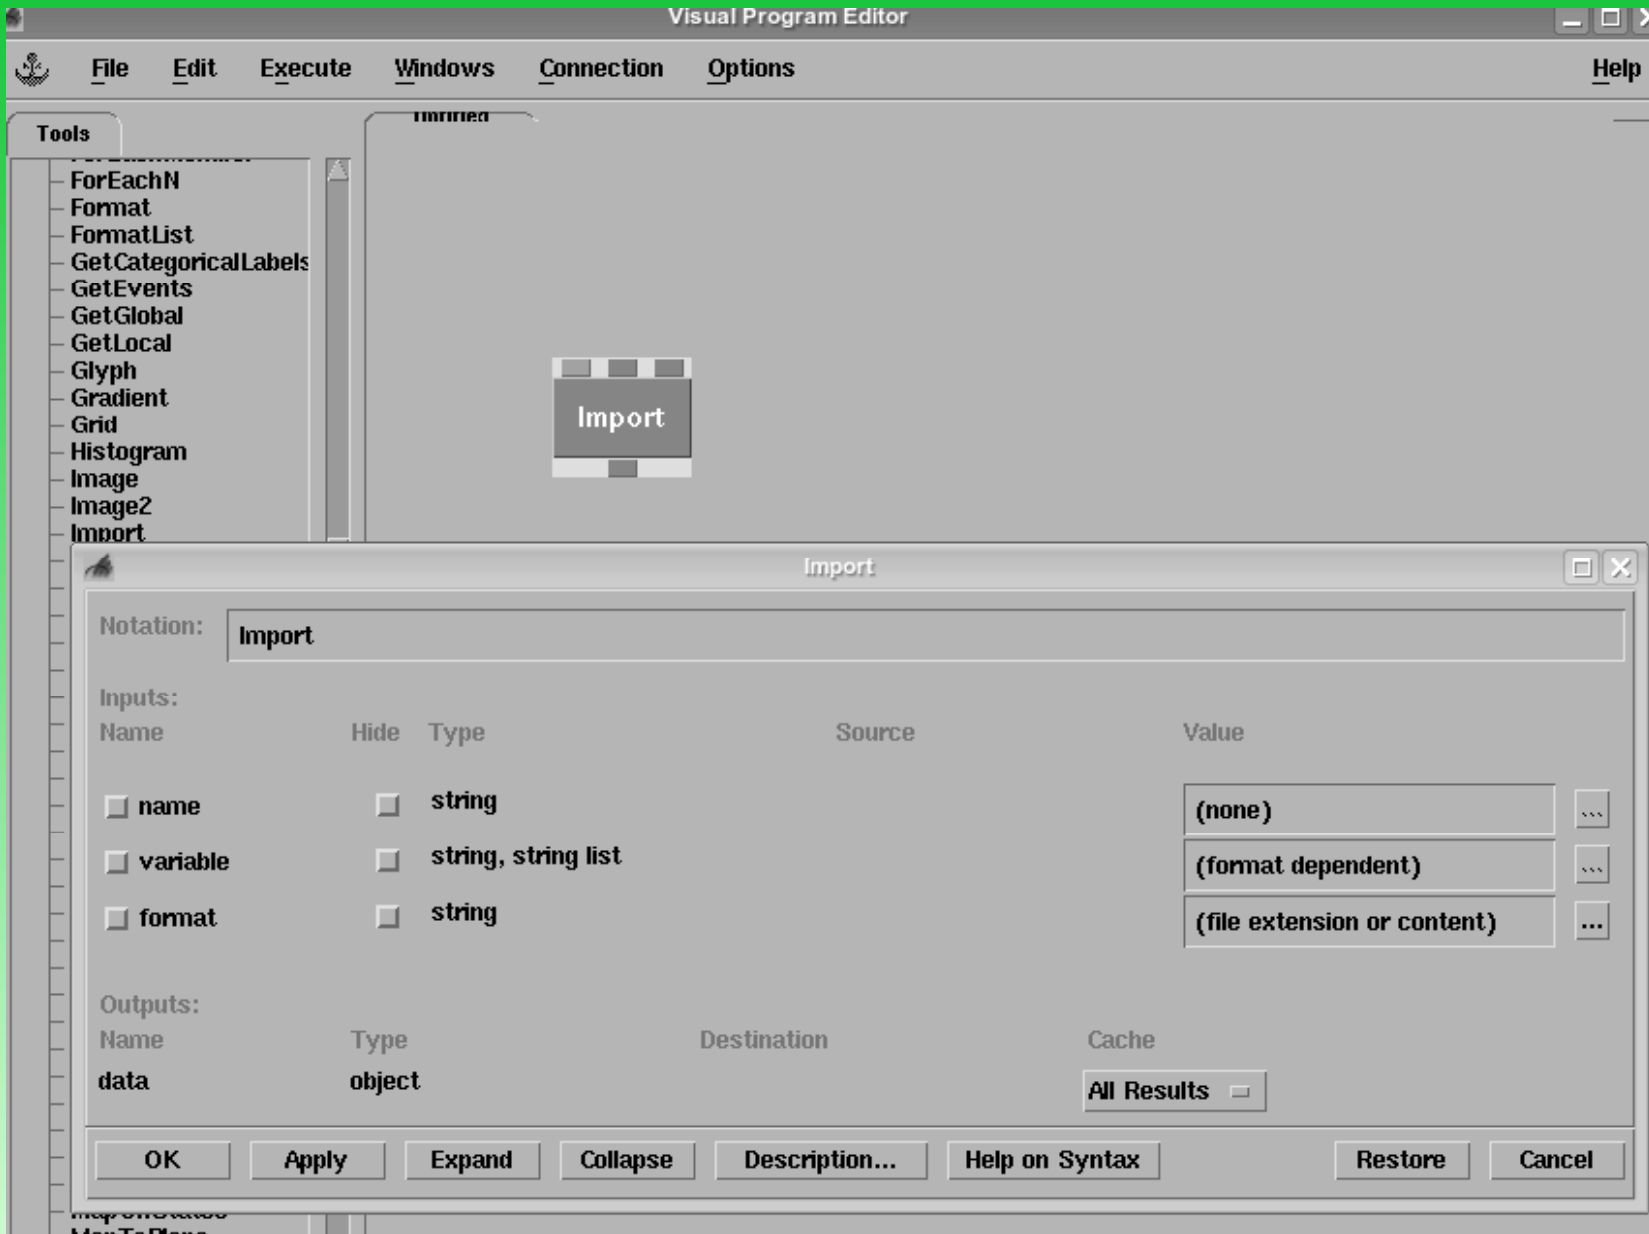 Visual Program Editor
File Edit Execute Windows Connection Options Help
Tools
Untitled
ForEachN
Format
FormatList
GetCategoricalLabels
GetEvents
GetGlobal
GetLocal
Glyph
Gradient
Grid
Histogram
Image
Image2
Import
Import
Import
Notation: Import
Inputs:
Name Hide Type Source Value
name string (none) ...
variable string, string list (format dependent) ...
format string (file extension or content) ...
Outputs:
Name Type Destination Cache
data object All Results
OK Apply Expand Collapse Description... Help on Syntax Restore Cancel